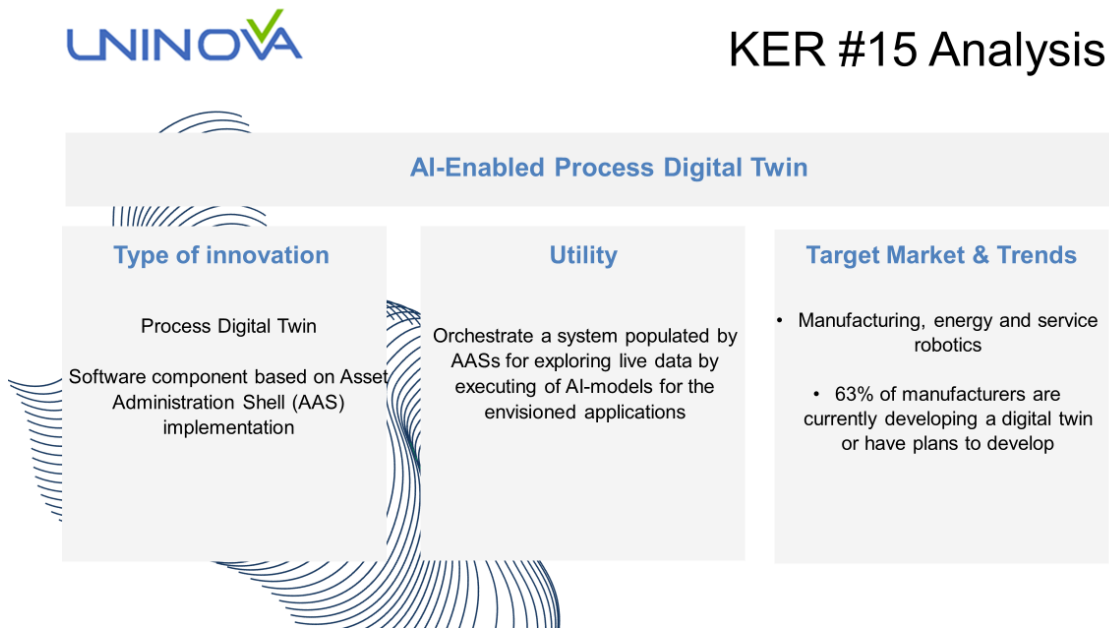 UNINOVA
KER #15 Analysis
AI-Enabled Process Digital Twin
Type of innovation
Process Digital Twin
Software component based on Asset
Administration Shell (AAS)
implementation
Utility
Orchestrate a system populated by
AASs for exploring live data by
executing of AI-models for the
envisioned applications
Target Market & Trends
• Manufacturing, energy and service
robotics
• 63% of manufacturers are
currently developing a digital twin
or have plans to develop